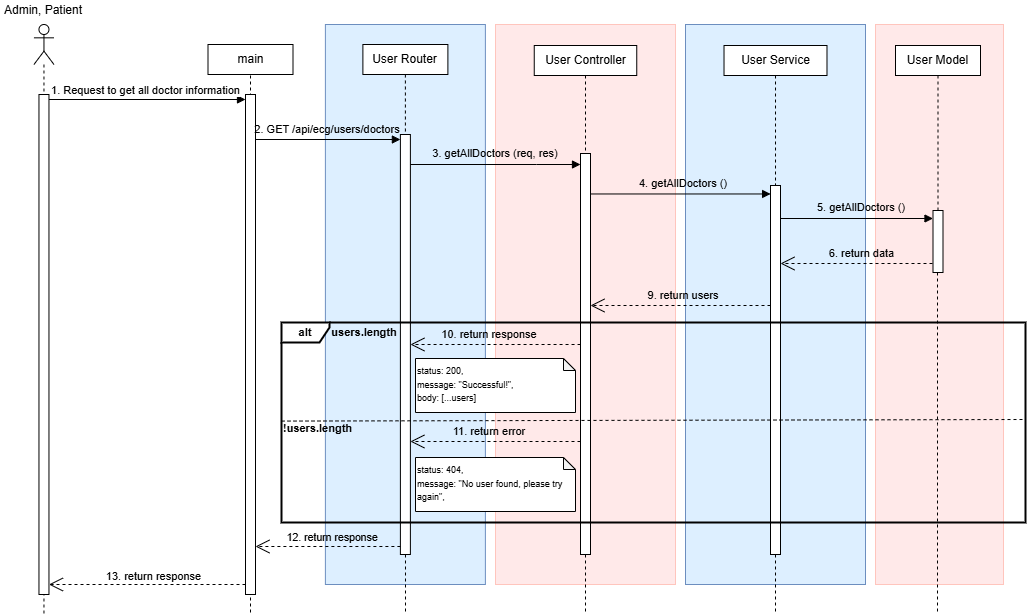 Admin, Patient
main
User Router
User Controller
User Service
User Model
1. Request to get all doctor information
2. GET /api/ecg/users/doctors
3. getAllDoctors (req, res)
4. getAllDoctors ()
5. getAllDoctors ()
6. return data
9. return users
alt
users.length
10. return response
status: 200,
message: "Successful!",
body: [...users]
!users.length
11. return error
status: 404,
message: "No user found, please try
again",
12. return response
13. return response